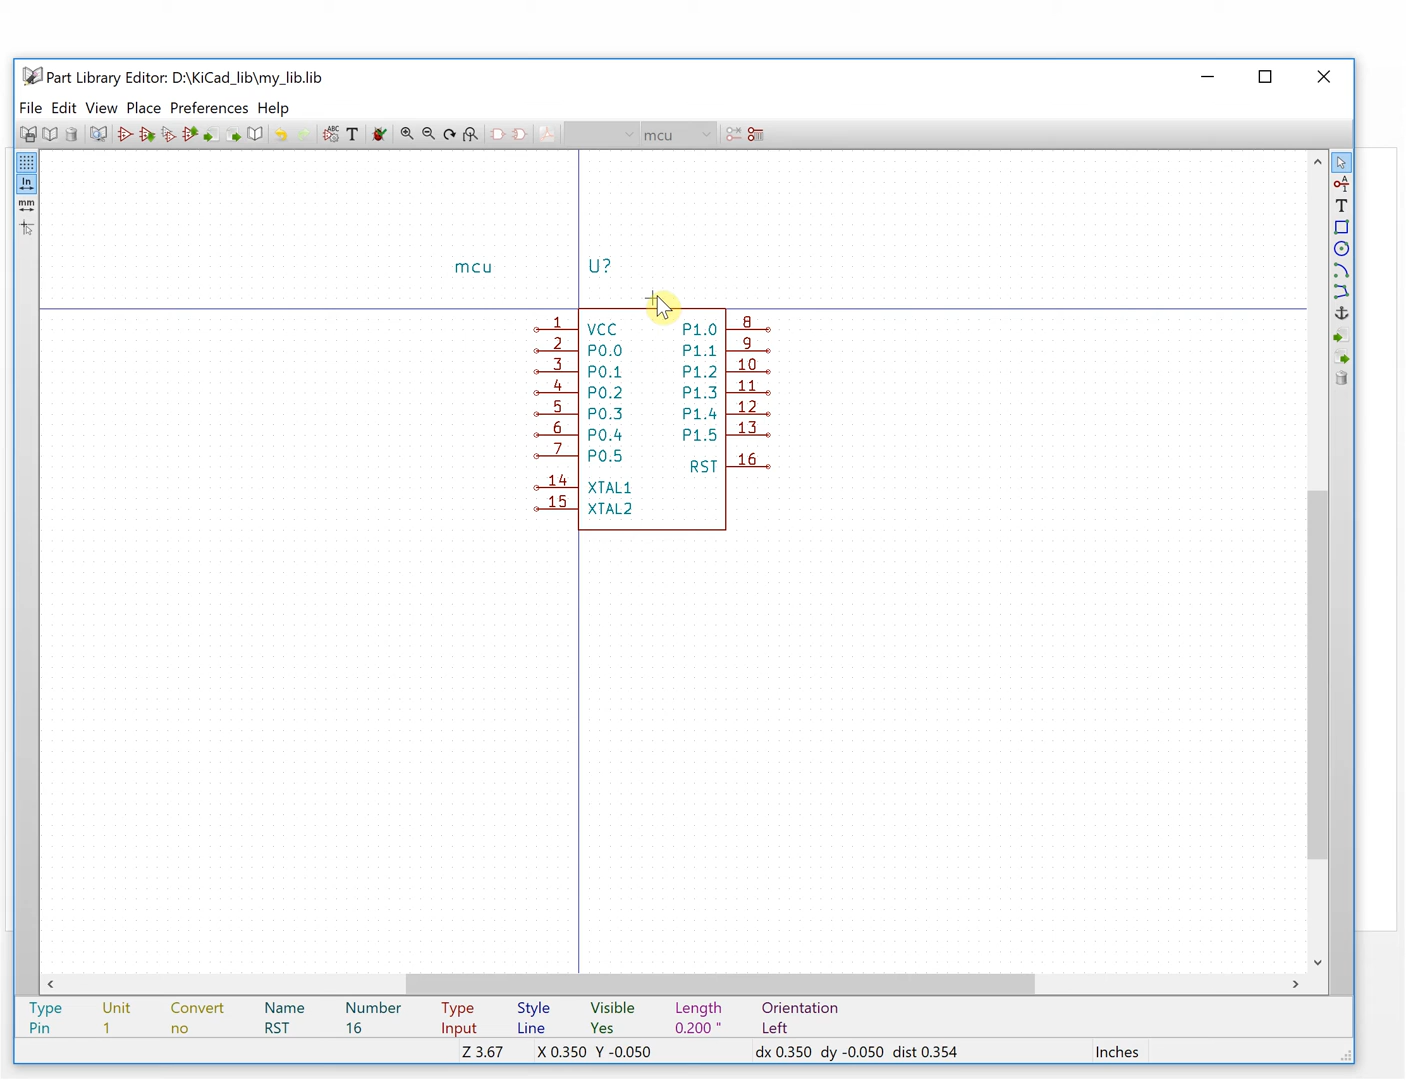 Part Library Editor: D:\KiCad_lib\my_lib.lib
File Edit View Place Preferences Help
ABC T mcu
In
mm
A
T
mcu U?
1 VCC P1.0 8
2 P0.0 P1.1 9
3 P0.1 P1.2 10
4 P0.2 P1.3 11
5 P0.3 P1.4 12
6 P0.4 P1.5 13
7 P0.5
RST 16
14 XTAL1
15 XTAL2
Type Unit Convert Name Number Type Style Visible Length Orientation
Pin 1 no RST 16 Input Line Yes 0.200 " Left
Z 3.67 X 0.350 Y -0.050 dx 0.350 dy -0.050 dist 0.354 Inches